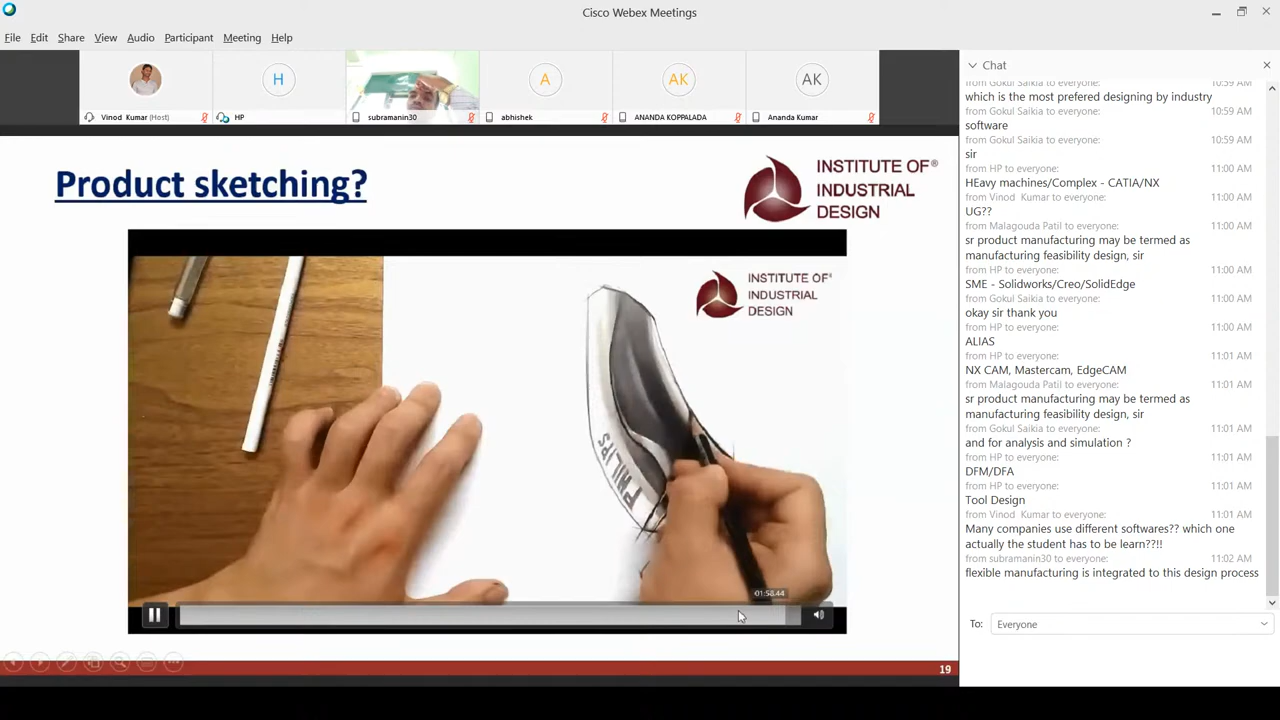 Cisco Webex Meetings
File Edit Share View Audio Participant Meeting Help
H
A
AK
AK
Vinod Kumar (Host)
HP
subramanin30
abhishek
ANANDA KOPPALADA
Ananda Kumar
Product sketching?
INSTITUTE OF®
INDUSTRIAL
DESIGN
INSTITUTE OF®
INDUSTRIAL
DESIGN
PHILIPS
01:58.44
19
Chat
from Gokul Saikia to everyone: 10:59 AM
which is the most prefered designing by industry
from Gokul Saikia to everyone: 10:59 AM
software
from Gokul Saikia to everyone: 10:59 AM
sir
from HP to everyone: 11:00 AM
HEavy machines/Complex - CATIA/NX
from Vinod Kumar to everyone: 11:00 AM
UG??
from Malagouda Patil to everyone: 11:00 AM
sr product manufacturing may be termed as
manufacturing feasibility design, sir
from HP to everyone: 11:00 AM
SME - Solidworks/Creo/SolidEdge
from Gokul Saikia to everyone: 11:00 AM
okay sir thank you
from HP to everyone: 11:01 AM
ALIAS
from HP to everyone: 11:01 AM
NX CAM, Mastercam, EdgeCAM
from Malagouda Patil to everyone: 11:01 AM
sr product manufacturing may be termed as
manufacturing feasibility design, sir
from Gokul Saikia to everyone: 11:01 AM
and for analysis and simulation ?
from HP to everyone: 11:01 AM
DFM/DFA
from HP to everyone: 11:01 AM
Tool Design
from Vinod Kumar to everyone: 11:01 AM
Many companies use different softwares?? which one
actually the student has to be learn??!!
from subramanin30 to everyone: 11:02 AM
flexible manufacturing is integrated to this design process
To: Everyone